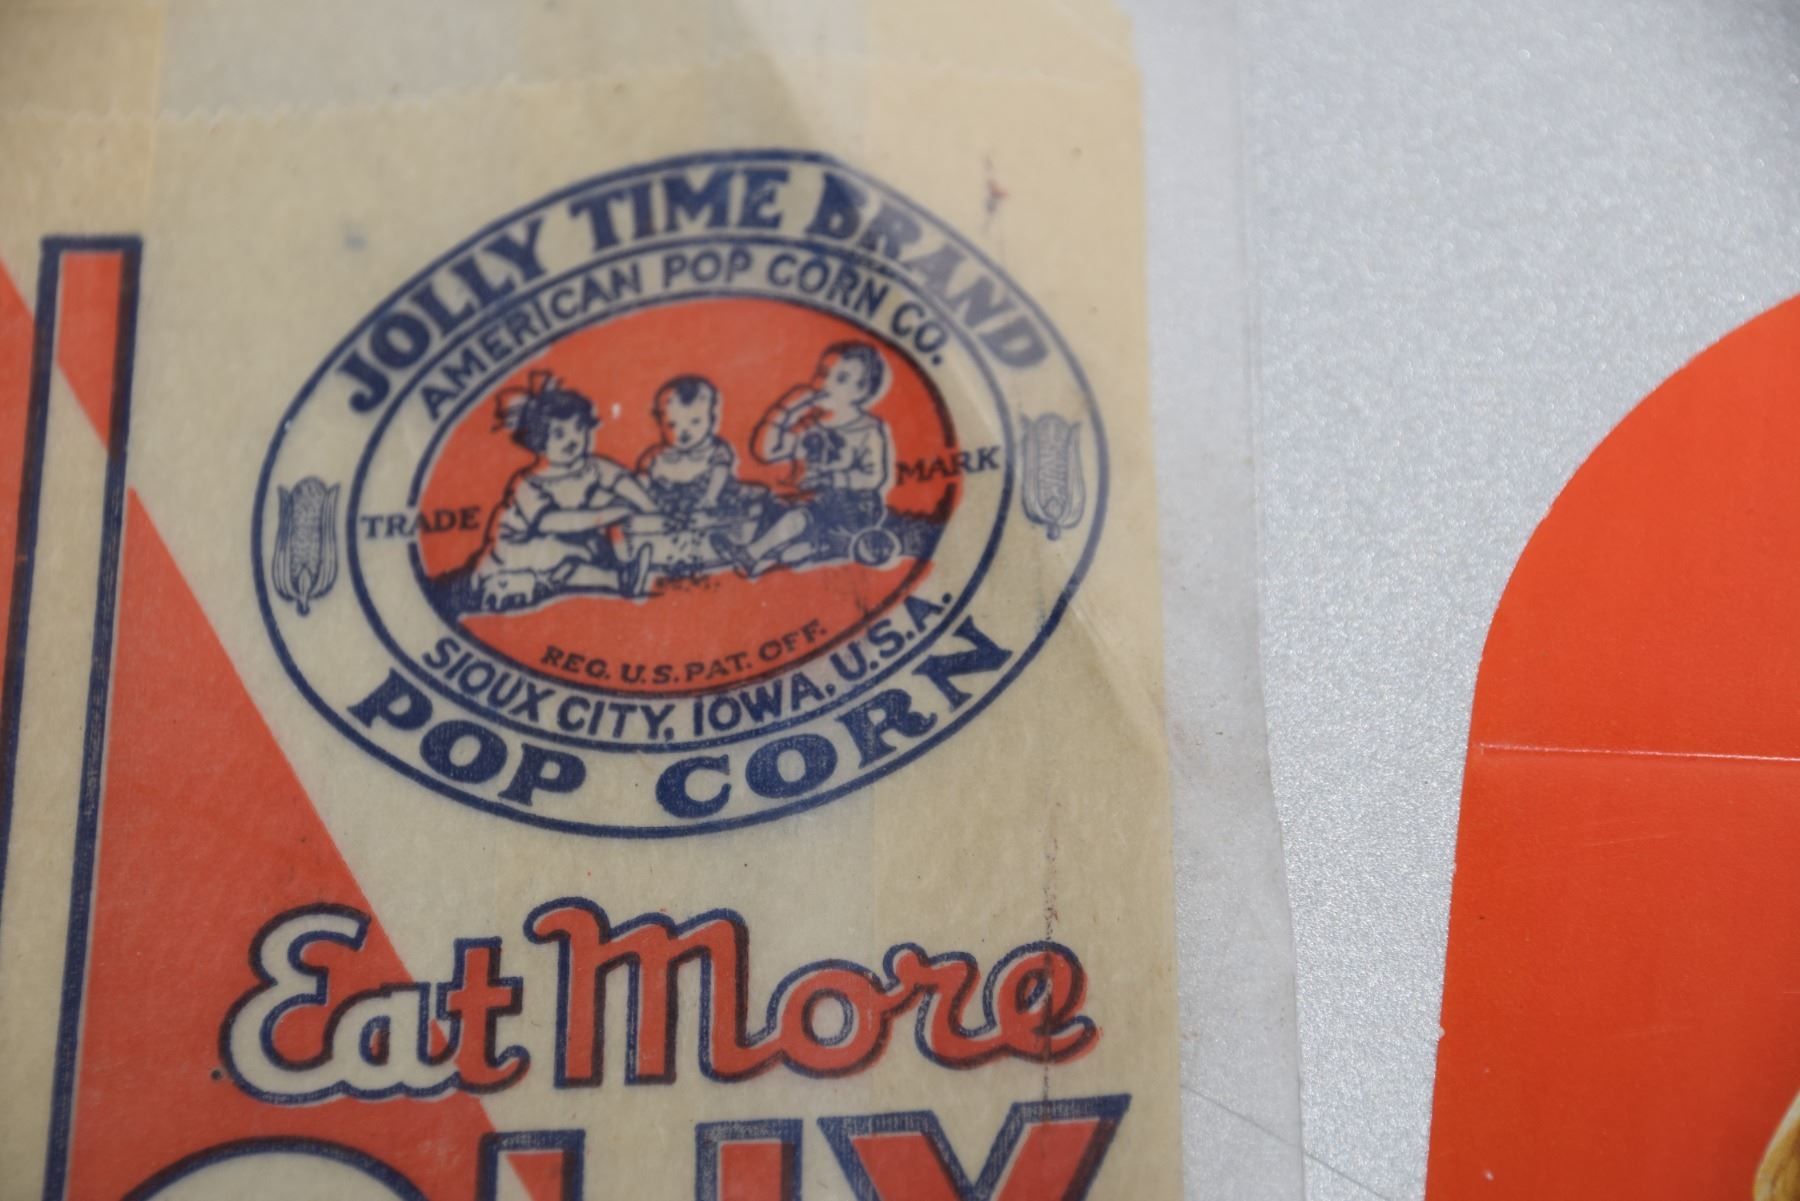 JOLLY TIME BRAND
AMERICAN POP CORN CO.
TRADE MARK
REG. U.S. PAT. OFF.
SIOUX CITY, IOWA, U.S.A.
POP CORN
Eat More